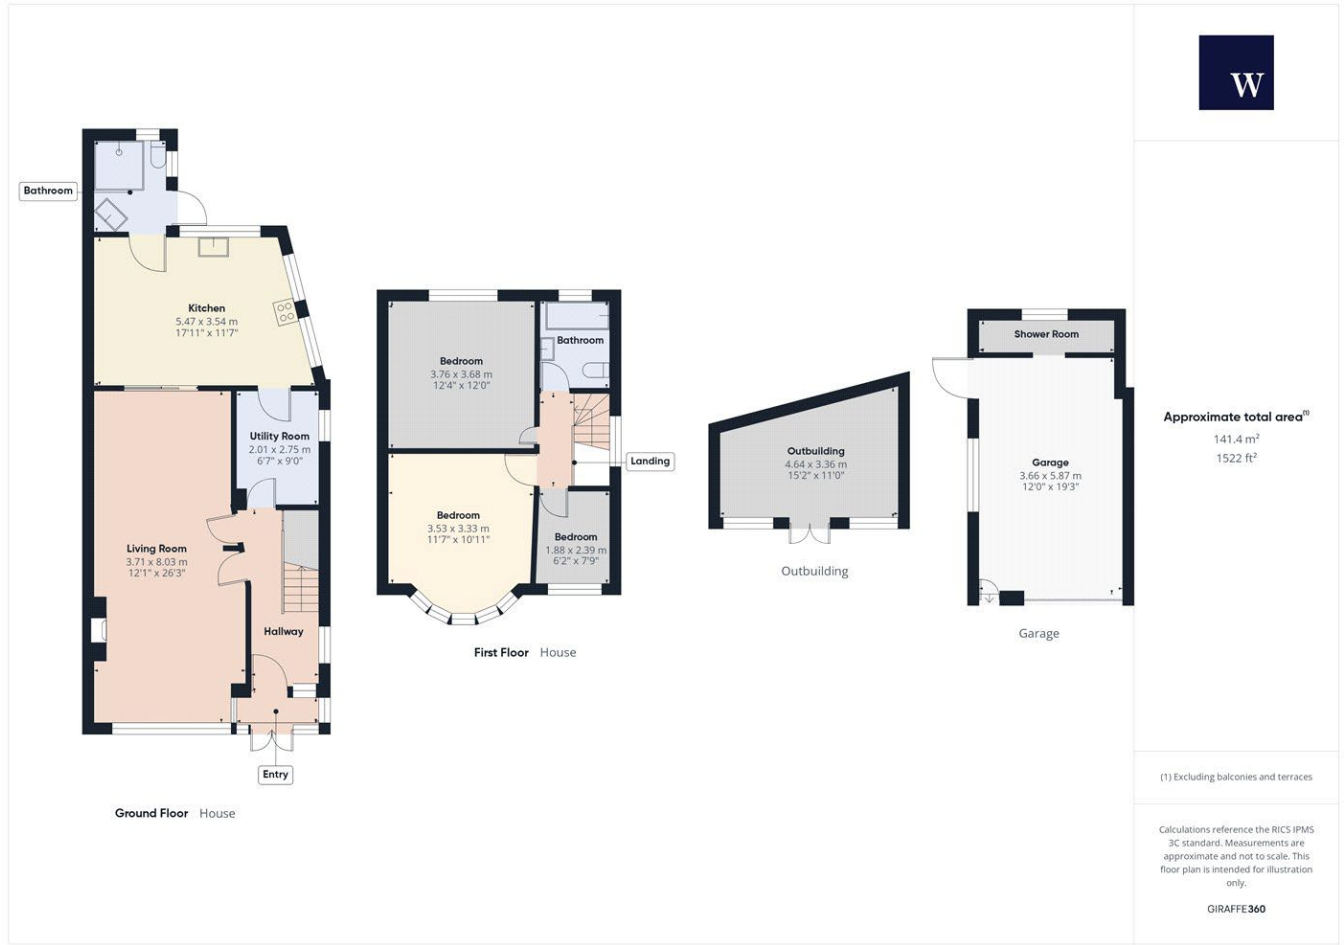 W
Bathroom
Kitchen
5.47 x 3.54 m
17'11" x 11'7"
Utility Room
2.01 x 2.75 m
6'7" x 9'0"
Living Room
3.71 x 8.03 m
12'1" x 26'3"
Hallway
Entry
Ground Floor House
Bedroom
3.76 x 3.68 m
12'4" x 12'0"
Bathroom
Landing
Bedroom
3.53 x 3.33 m
11'7" x 10'11"
Bedroom
1.88 x 2.39 m
6'2" x 7'9"
First Floor House
Outbuilding
4.64 x 3.36 m
15'2" x 11'0"
Outbuilding
Shower Room
Garage
3.66 x 5.87 m
12'0" x 19'3"
Garage
Approximate total area(1)
141.4 m²
1522 ft²
(1) Excluding balconies and terraces
Calculations reference the RICS IPMS
3C standard. Measurements are
approximate and not to scale. This
floor plan is intended for illustration
only.
GIRAFFE360